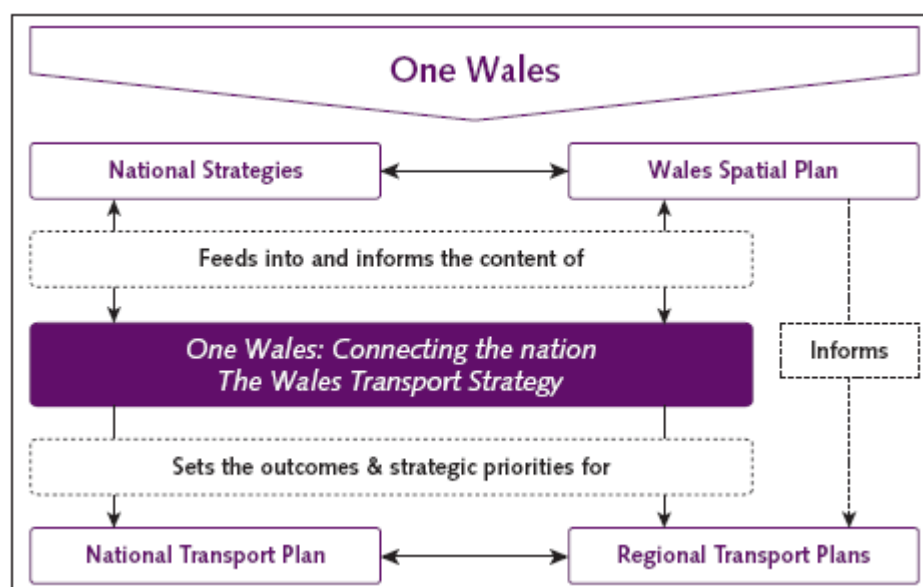 One Wales
National Strategies
Wales Spatial Plan
Feeds into and informs the content of
One Wales: Connecting the nation
The Wales Transport Strategy
Informs
Sets the outcomes & strategic priorities for
National Transport Plan
Regional Transport Plans